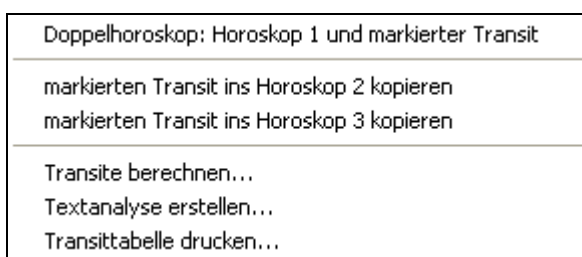 Doppelhoroskop: Horoskop 1 und markierter Transit
markierten Transit ins Horoskop 2 kopieren
markierten Transit ins Horoskop 3 kopieren
Transite berechnen...
Textanalyse erstellen...
Transittabelle drucken...